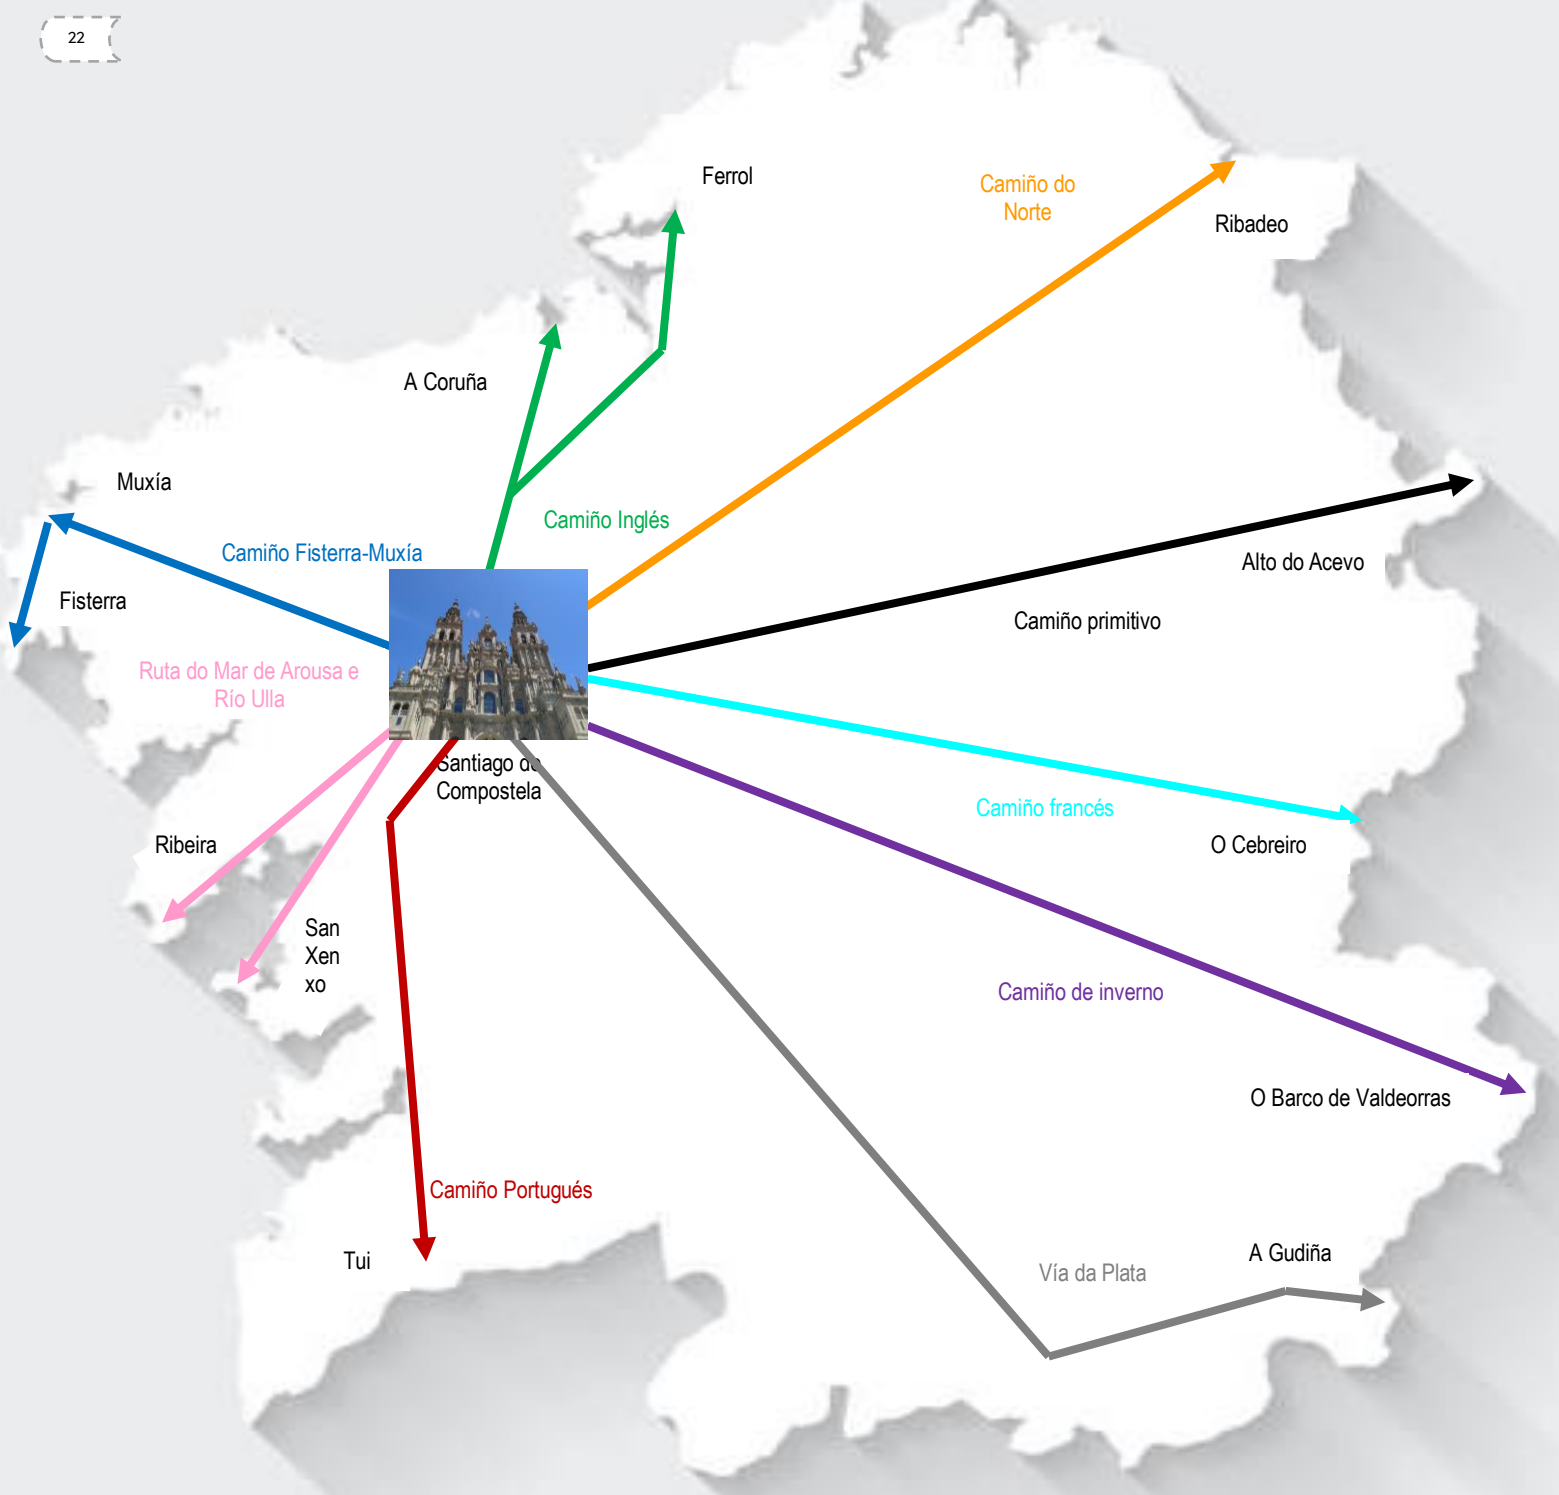 22
Ferrol
Camiño do
Norte
Ribadeo
A Coruña
Muxía
Camiño Inglés
Camiño Fisterra-Muxía
Alto do Acevo
Fisterra
Camiño primitivo
Ruta do Mar de Arousa e
Río Ulla
Santiago de
Compostela
Camiño francés
Ribeira
O Cebreiro
San
Xen
xo
Camiño de inverno
O Barco de Valdeorras
Camiño Portugués
Tui
A Gudiña
Vía da Plata